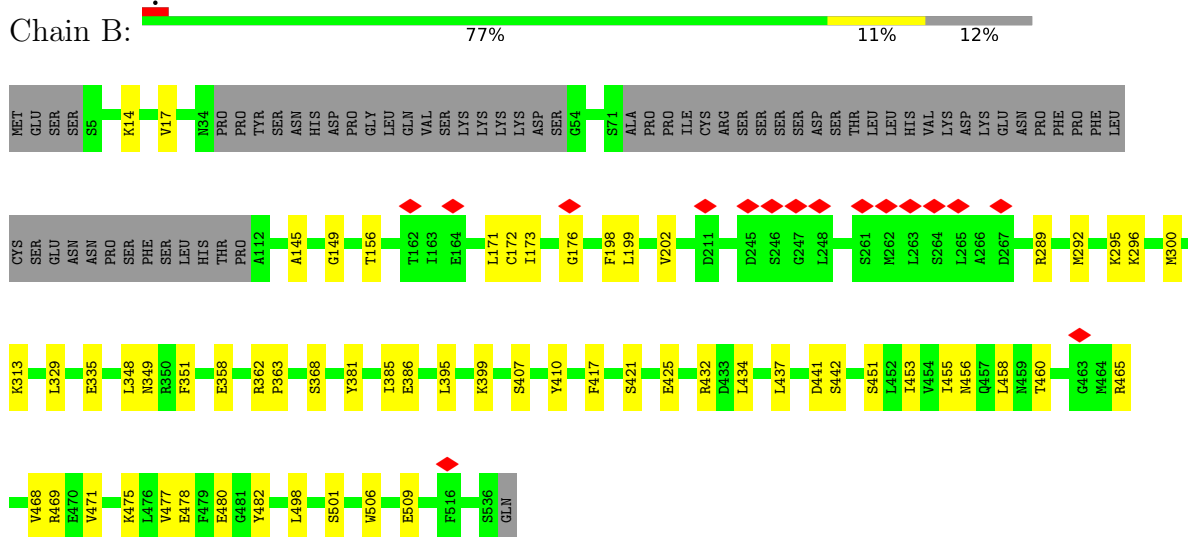 Chain B:
77% 11% 12%
MET GLU SER SER S5 K14 V17 N34 PRO PRO TYR SER ASN HIS ASP PRO GLY LEU GLN VAL SER LYS LYS LYS LYS ASP SER G54 S71 ALA PRO PRO ILE CYS ARG SER SER SER SER ASP SER THR LEU LEU HIS VAL LYS ASP LYS GLU ASN PRO PHE PRO PHE LEU
CYS SER GLU ASN ASN PRO SER PHE SER LEU HIS THR PRO A112 A145 G149 T156 T162 I163 E164 L171 C172 I173 G176 F198 L199 V202 D211 D245 S246 G247 L248 S261 M262 L263 S264 L265 A266 D267 R289 M292 K295 K296 M300
K313 L329 E335 L348 N349 R350 F351 E358 R362 P363 S368 Y381 I385 E386 L395 K399 S407 Y410 F417 S421 E425 R432 D433 L434 L437 D441 S442 S451 L452 I453 V454 I455 N456 Q457 L458 N459 T460 G463 M464 R465
V468 R469 E470 V471 K475 L476 V477 E478 F479 E480 G481 Y482 L498 S501 W506 E509 F516 S536 GLN